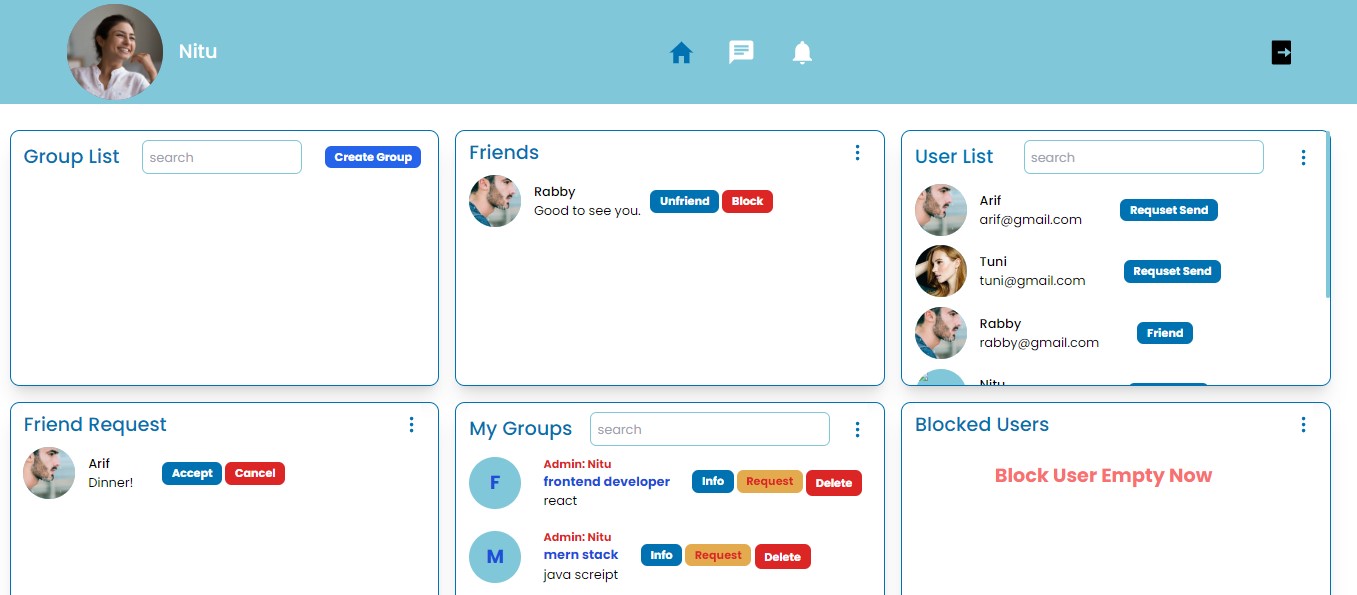 Nitu
Group List
search
Create Group
Friends
Rabby
Good to see you.
Unfriend
Block
User List
search
Arif
arif@gmail.com
Requset Send
Tuni
tuni@gmail.com
Requset Send
Rabby
rabby@gmail.com
Friend
Nitu
Friend Request
Arif
Dinner!
Accept
Cancel
My Groups
search
Admin: Nitu
frontend developer
react
Info
Request
Delete
Admin: Nitu
mern stack
java screipt
Info
Request
Delete
F
M
Blocked Users
Block User Empty Now